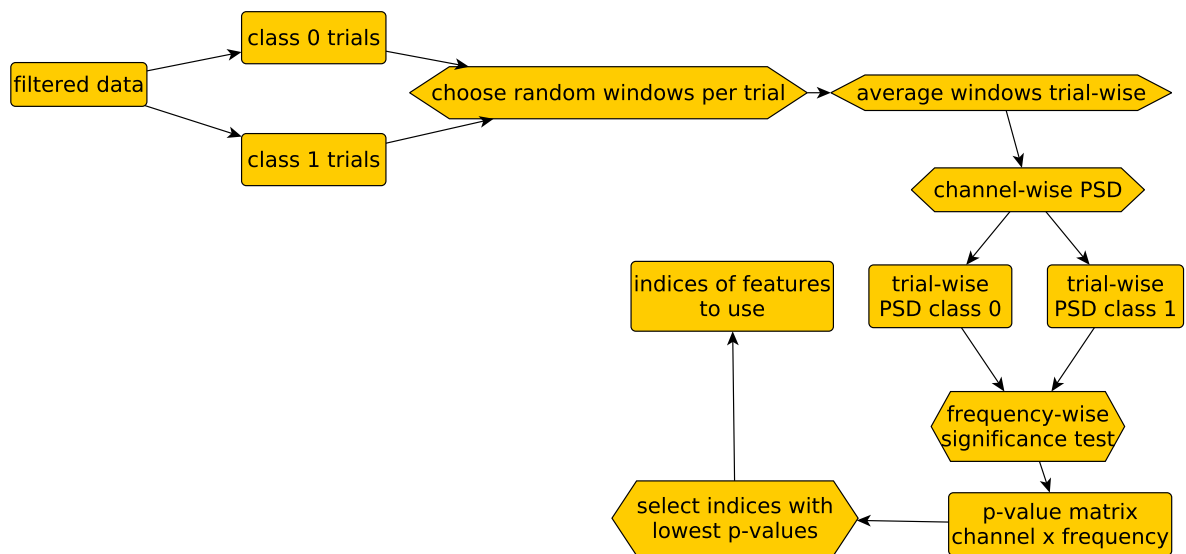 filtered data
class 0 trials
class 1 trials
choose random windows per trial
average windows trial-wise
channel-wise PSD
trial-wise
PSD class 0
trial-wise
PSD class 1
frequency-wise
significance test
p-value matrix
channel x frequency
select indices with
lowest p-values
indices of features
to use